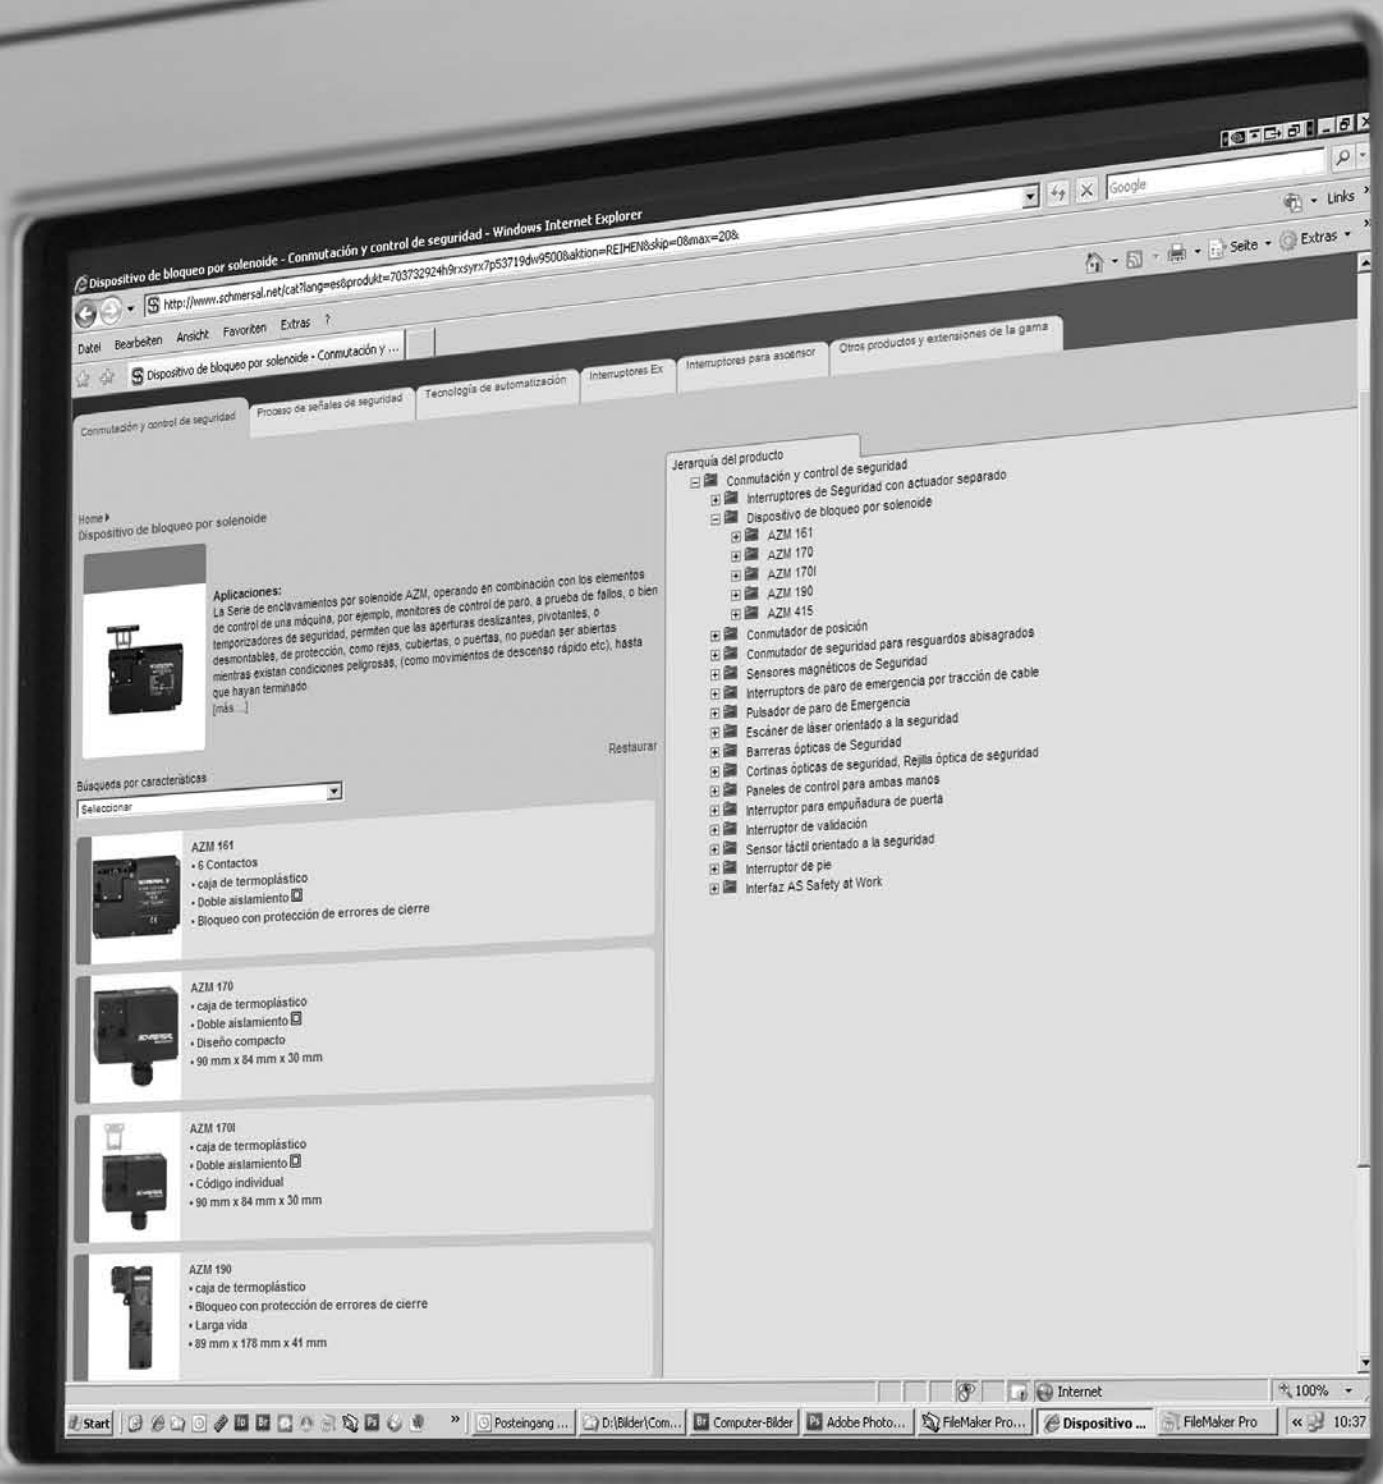 Dispositivo de bloqueo por solenoide - Conmutación y control de seguridad - Windows Internet Explorer
http://www.schmersal.net/cat?lang=es&produkt=703732924h9rxsyrx7p53719dw9500&aktion=REIHEN&skip=0&max=20&
Google
Datei Bearbeiten Ansicht Favoriten Extras ?
Links
Dispositivo de bloqueo por solenoide - Conmutación y ...
Seite Extras
Conmutación y control de seguridad
Proceso de señales de seguridad
Tecnología de automatización
Interruptores Ex
Interruptores para ascensor
Otros productos y extensiones de la gama
Home
Dispositivo de bloqueo por solenoide
Aplicaciones:
La Serie de enclavamientos por solenoide AZM, operando en combinación con los elementos
de control de una máquina, por ejemplo, monitores de control de paro, a prueba de fallos, o bien
temporizadores de seguridad, permiten que las aperturas deslizantes, pivotantes, o
desmontables, de protección, como rejas, cubiertas, o puertas, no puedan ser abiertas
mientras existan condiciones peligrosas, (como movimientos de descenso rápido etc), hasta
que hayan terminado
[más ...]
Restaurar
Búsqueda por características
Seleccionar
AZM 161
• 6 Contactos
• caja de termoplástico
• Doble aislamiento
• Bloqueo con protección de errores de cierre
AZM 170
• caja de termoplástico
• Doble aislamiento
• Diseño compacto
• 90 mm x 84 mm x 30 mm
SCHMERSAL
AZM 170I
• caja de termoplástico
• Doble aislamiento
• Código individual
• 90 mm x 84 mm x 30 mm
AZM 190
• caja de termoplástico
• Bloqueo con protección de errores de cierre
• Larga vida
• 89 mm x 178 mm x 41 mm
Jerarquía del producto
Conmutación y control de seguridad
Interruptores de Seguridad con actuador separado
Dispositivo de bloqueo por solenoide
AZM 161
AZM 170
AZM 170I
AZM 190
AZM 415
Conmutador de posición
Conmutador de seguridad para resguardos abisagrados
Sensores magnéticos de Seguridad
Interruptors de paro de emergencia por tracción de cable
Pulsador de paro de Emergencia
Escáner de láser orientado a la seguridad
Barreras ópticas de Seguridad
Cortinas ópticas de seguridad, Rejilla óptica de seguridad
Paneles de control para ambas manos
Interruptor para empuñadura de puerta
Interruptor de validación
Sensor táctil orientado a la seguridad
Interruptor de pie
Interfaz AS Safety at Work
Internet
100%
Start
Posteingang ...
D:\Bilder\Com...
Br Computer-Bilder
Ps Adobe Photo...
FileMaker Pro...
Dispositivo ...
FileMaker Pro
10:37